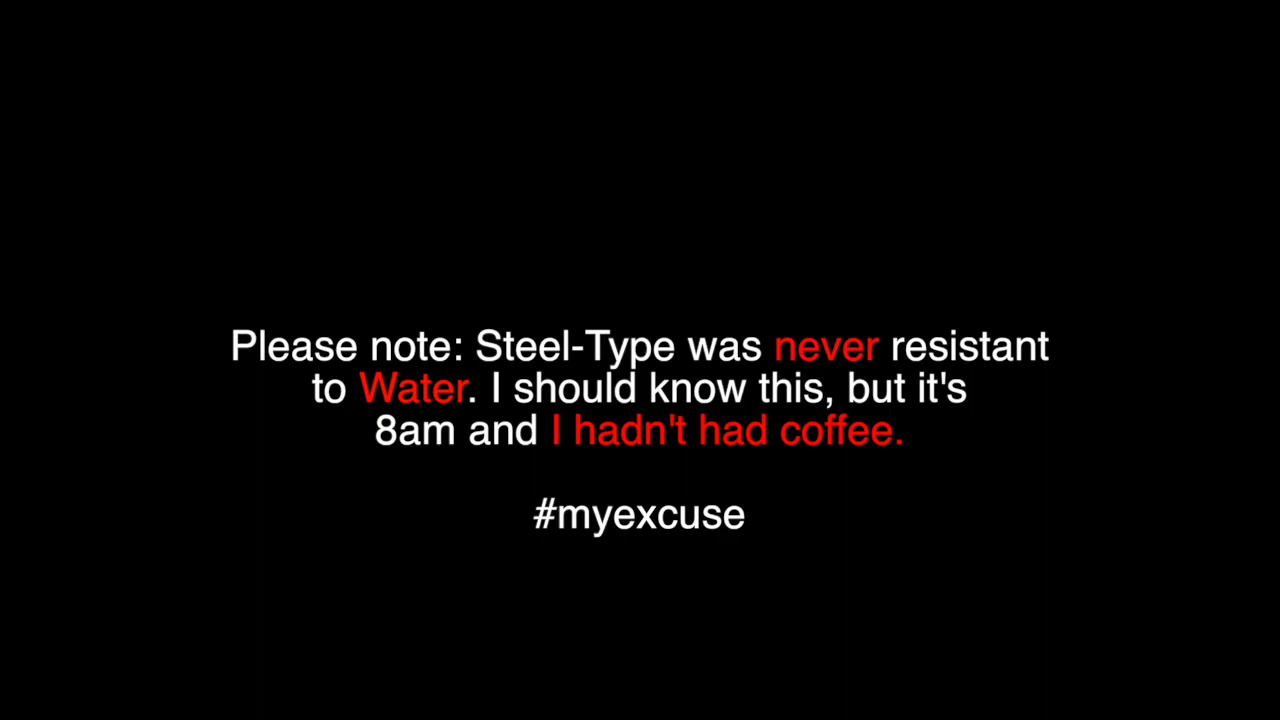 Please note: Steel-Type was never resistant
to Water. I should know this, but it's
8am and I hadn't had coffee.
#myexcuse